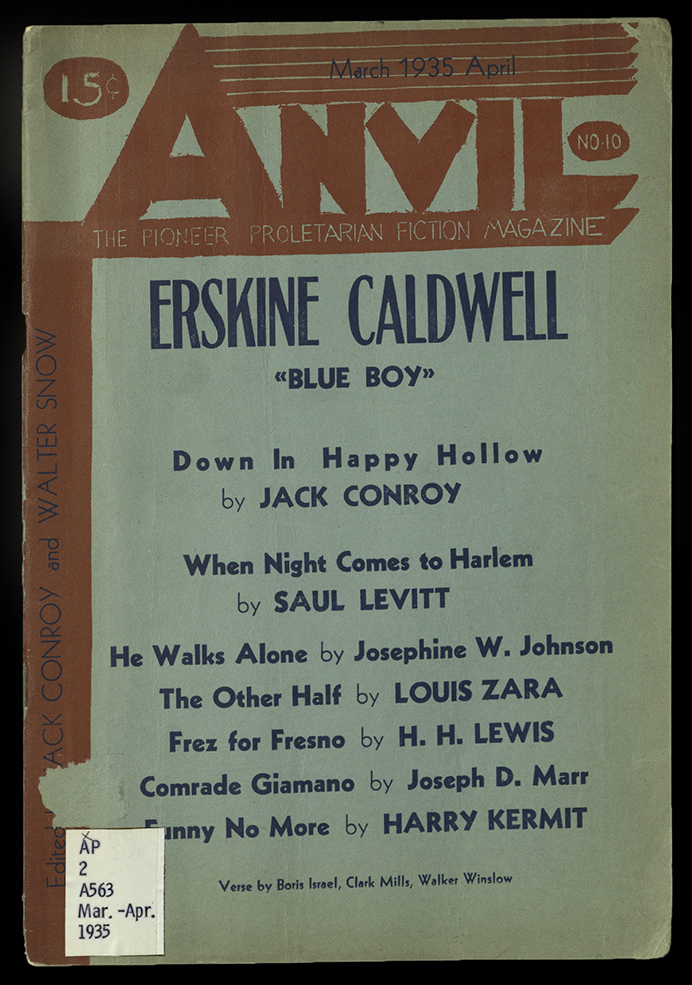 15¢
March 1935 April
ANVIL
NO·10
THE PIONEER PROLETARIAN FICTION MAGAZINE
ERSKINE CALDWELL
«BLUE BOY»
Down In Happy Hollow
by JACK CONROY
When Night Comes to Harlem
by SAUL LEVITT
He Walks Alone by Josephine W. Johnson
The Other Half by LOUIS ZARA
Frez for Fresno by H. H. LEWIS
Comrade Giamano by Joseph D. Marr
Funny No More by HARRY KERMIT
Verse by Boris Israel, Clark Mills, Walker Winslow
Edited ACK CONROY and WALTER SNOW
x
AP
2
A563
Mar. -Apr.
1935